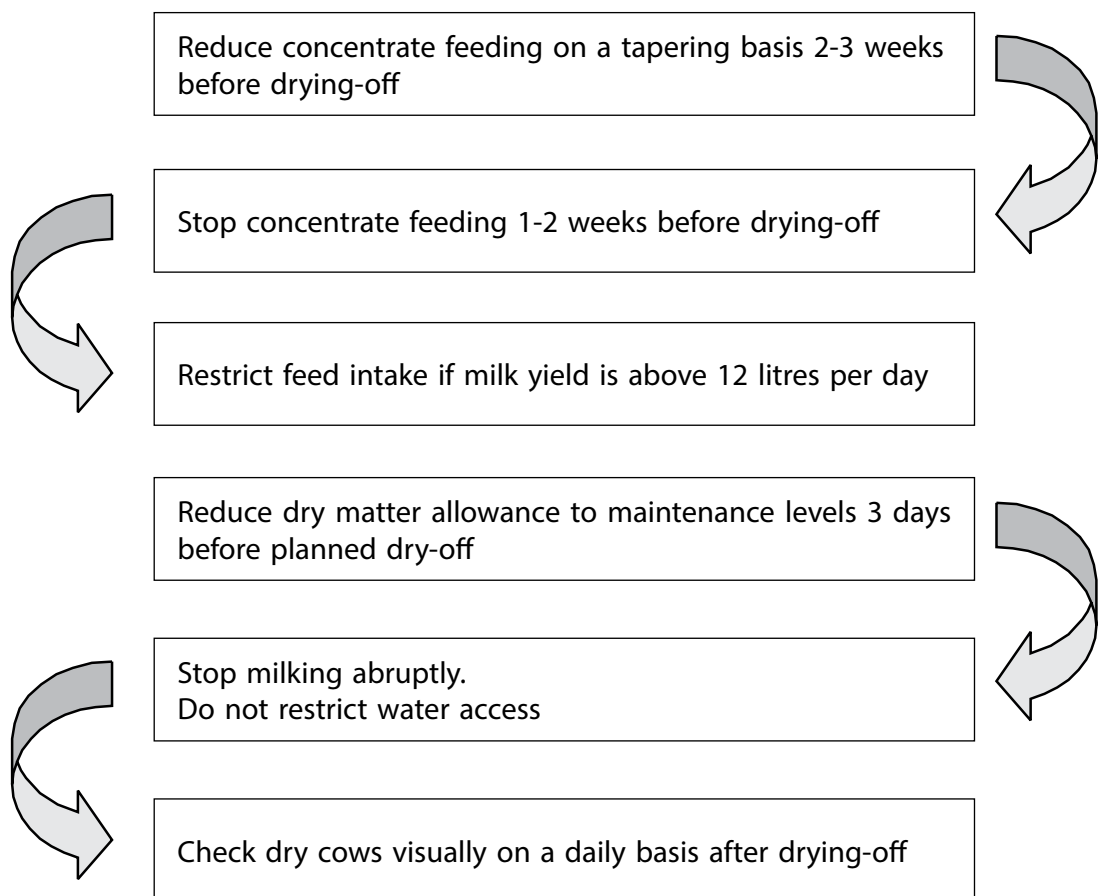 Reduce concentrate feeding on a tapering basis 2-3 weeks
before drying-off
Stop concentrate feeding 1-2 weeks before drying-off
Restrict feed intake if milk yield is above 12 litres per day
Reduce dry matter allowance to maintenance levels 3 days
before planned dry-off
Stop milking abruptly.
Do not restrict water access
Check dry cows visually on a daily basis after drying-off